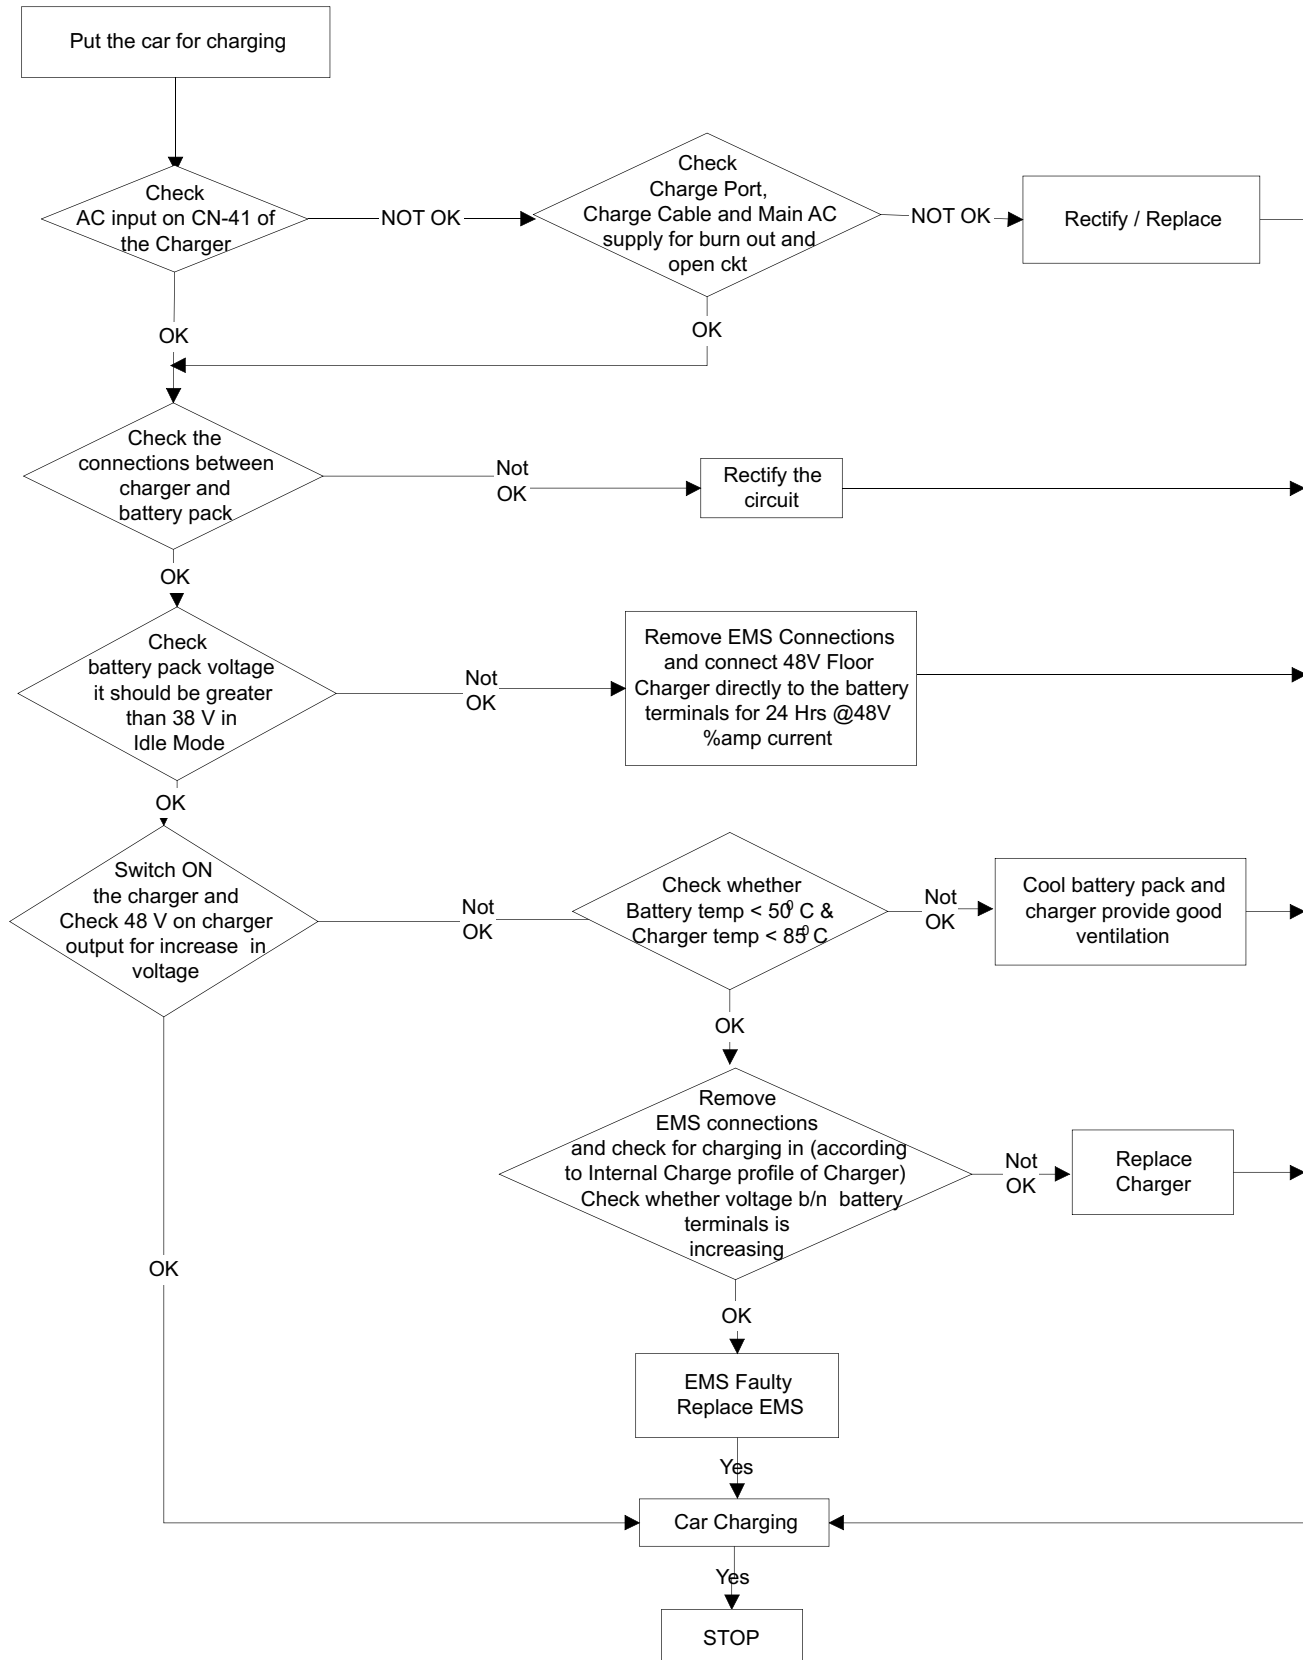 Put the car for charging
Check
AC input on CN-41 of
the Charger
NOT OK
Check
Charge Port,
Charge Cable and Main AC
supply for burn out and
open ckt
NOT OK
Rectify / Replace
OK
OK
Check the
connections between
charger and
battery pack
Not
OK
Rectify the
circuit
OK
Check
battery pack voltage
it should be greater
than 38 V in
Idle Mode
Not
OK
Remove EMS Connections
and connect 48V Floor
Charger directly to the battery
terminals for 24 Hrs @48V
%amp current
OK
Switch ON
the charger and
Check 48 V on charger
output for increase in
voltage
Not
OK
Check whether
Battery temp < 50⁰ C &
Charger temp < 85⁰ C
Not
OK
Cool battery pack and
charger provide good
ventilation
OK
Remove
EMS connections
and check for charging in (according
to Internal Charge profile of Charger)
Check whether voltage b/n battery
terminals is
increasing
Not
OK
Replace
Charger
OK
OK
EMS Faulty
Replace EMS
Yes
Car Charging
Yes
STOP